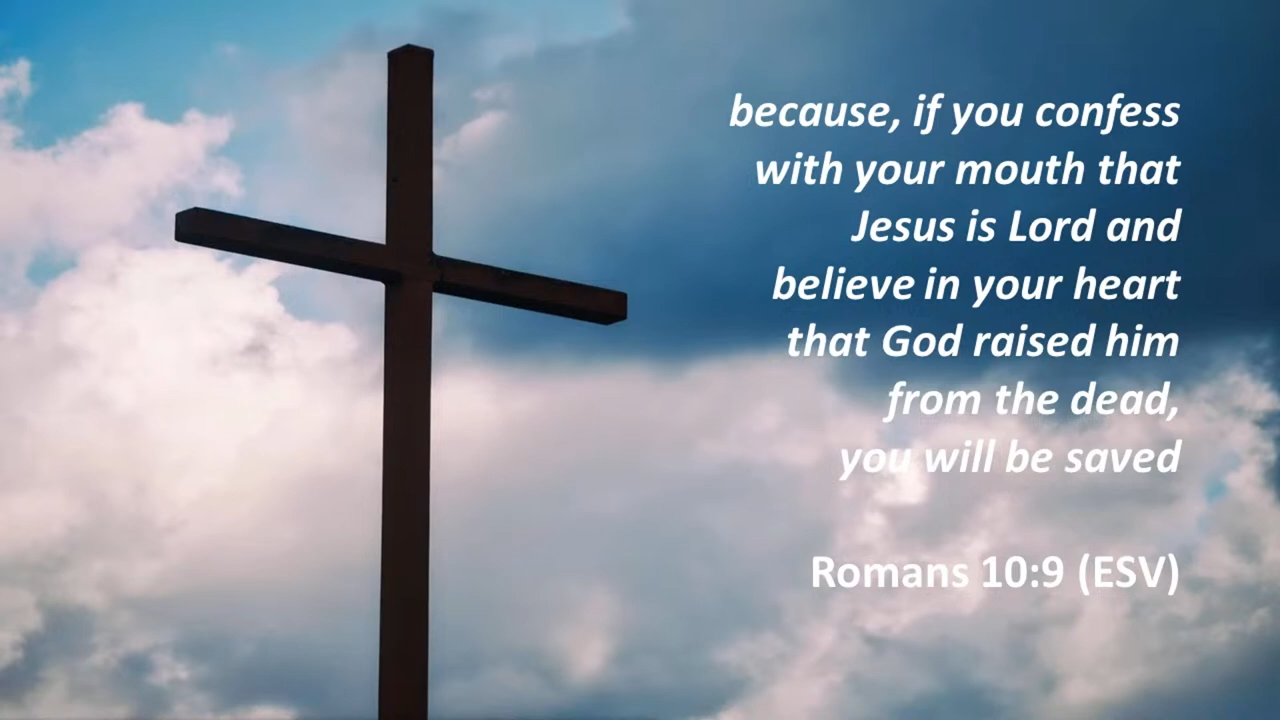 because, if you confess
with your mouth that
Jesus is Lord and
believe in your heart
that God raised him
from the dead,
you will be saved
Romans 10:9 (ESV)